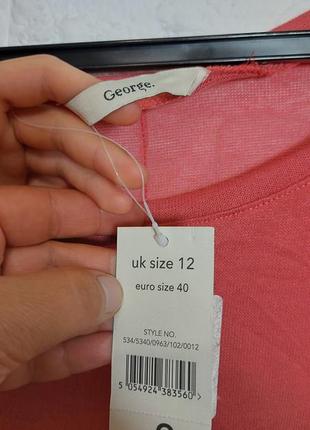 George.
uk size 12
euro size 40
STYLE NO.
534/5340/0963/102/0012
5 054924 383560 >